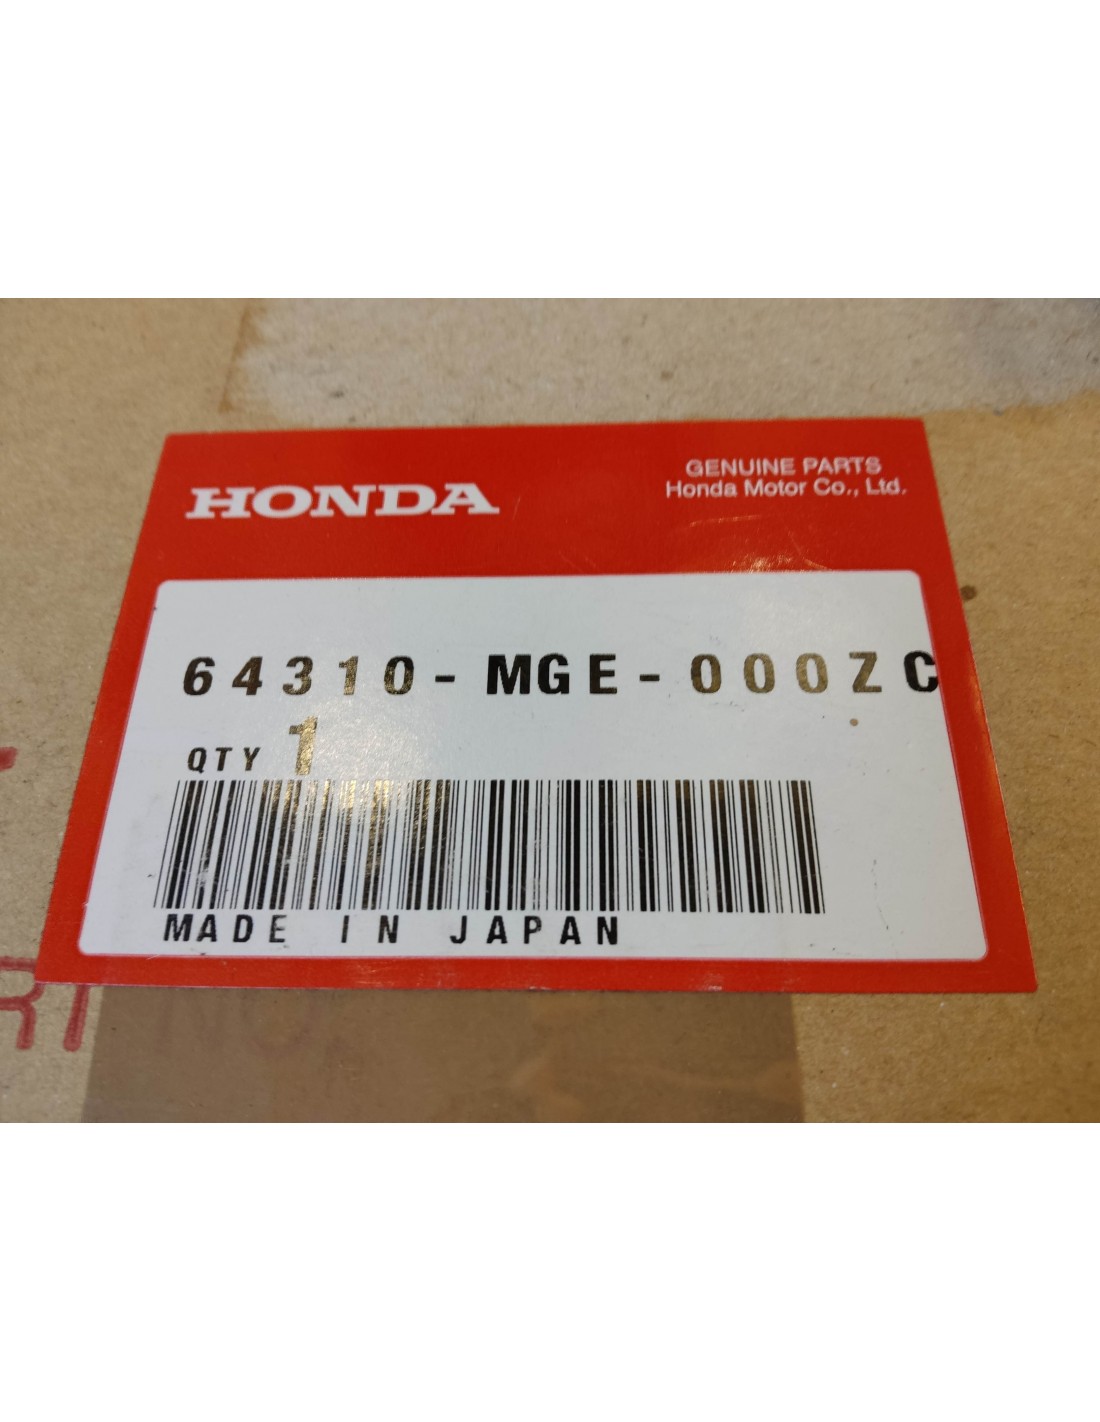 HONDA
GENUINE PARTS
Honda Motor Co., Ltd.
64310-MGE-000ZC
QTY 1
MADE IN JAPAN